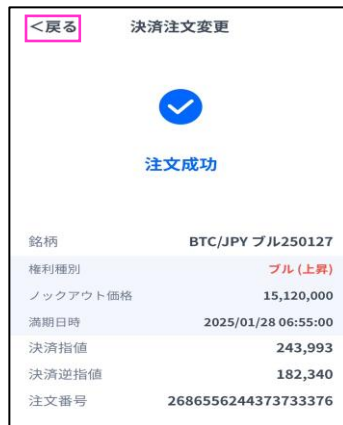 <戻る 決済注文変更
注文成功
銘柄 BTC/JPY ブル250127
権利種別 ブル (上昇)
ノックアウト価格 15,120,000
満期日時 2025/01/28 06:55:00
決済指値 243,993
決済逆指値 182,340
注文番号 2686556244373733376